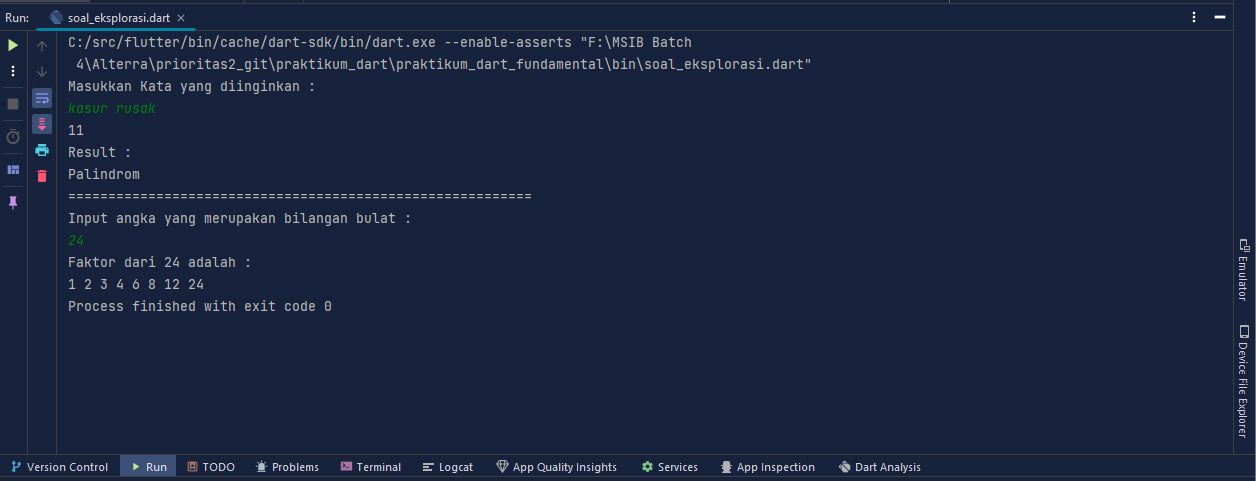 Run: soal_eksplorasi.dart
C:/src/flutter/bin/cache/dart-sdk/bin/dart.exe --enable-asserts "F:\MSIB Batch
4\Alterra\prioritas2_git\praktikum_dart\praktikum_dart_fundamental\bin\soal_eksplorasi.dart"
Masukkan Kata yang diinginkan :
kasur rusak
11
Result :
Palindrom
==========================================================
Input angka yang merupakan bilangan bulat :
24
Faktor dari 24 adalah :
1 2 3 4 6 8 12 24
Process finished with exit code 0
Emulator
Device File Explorer
Version Control Run TODO Problems Terminal Logcat App Quality Insights Services App Inspection Dart Analysis